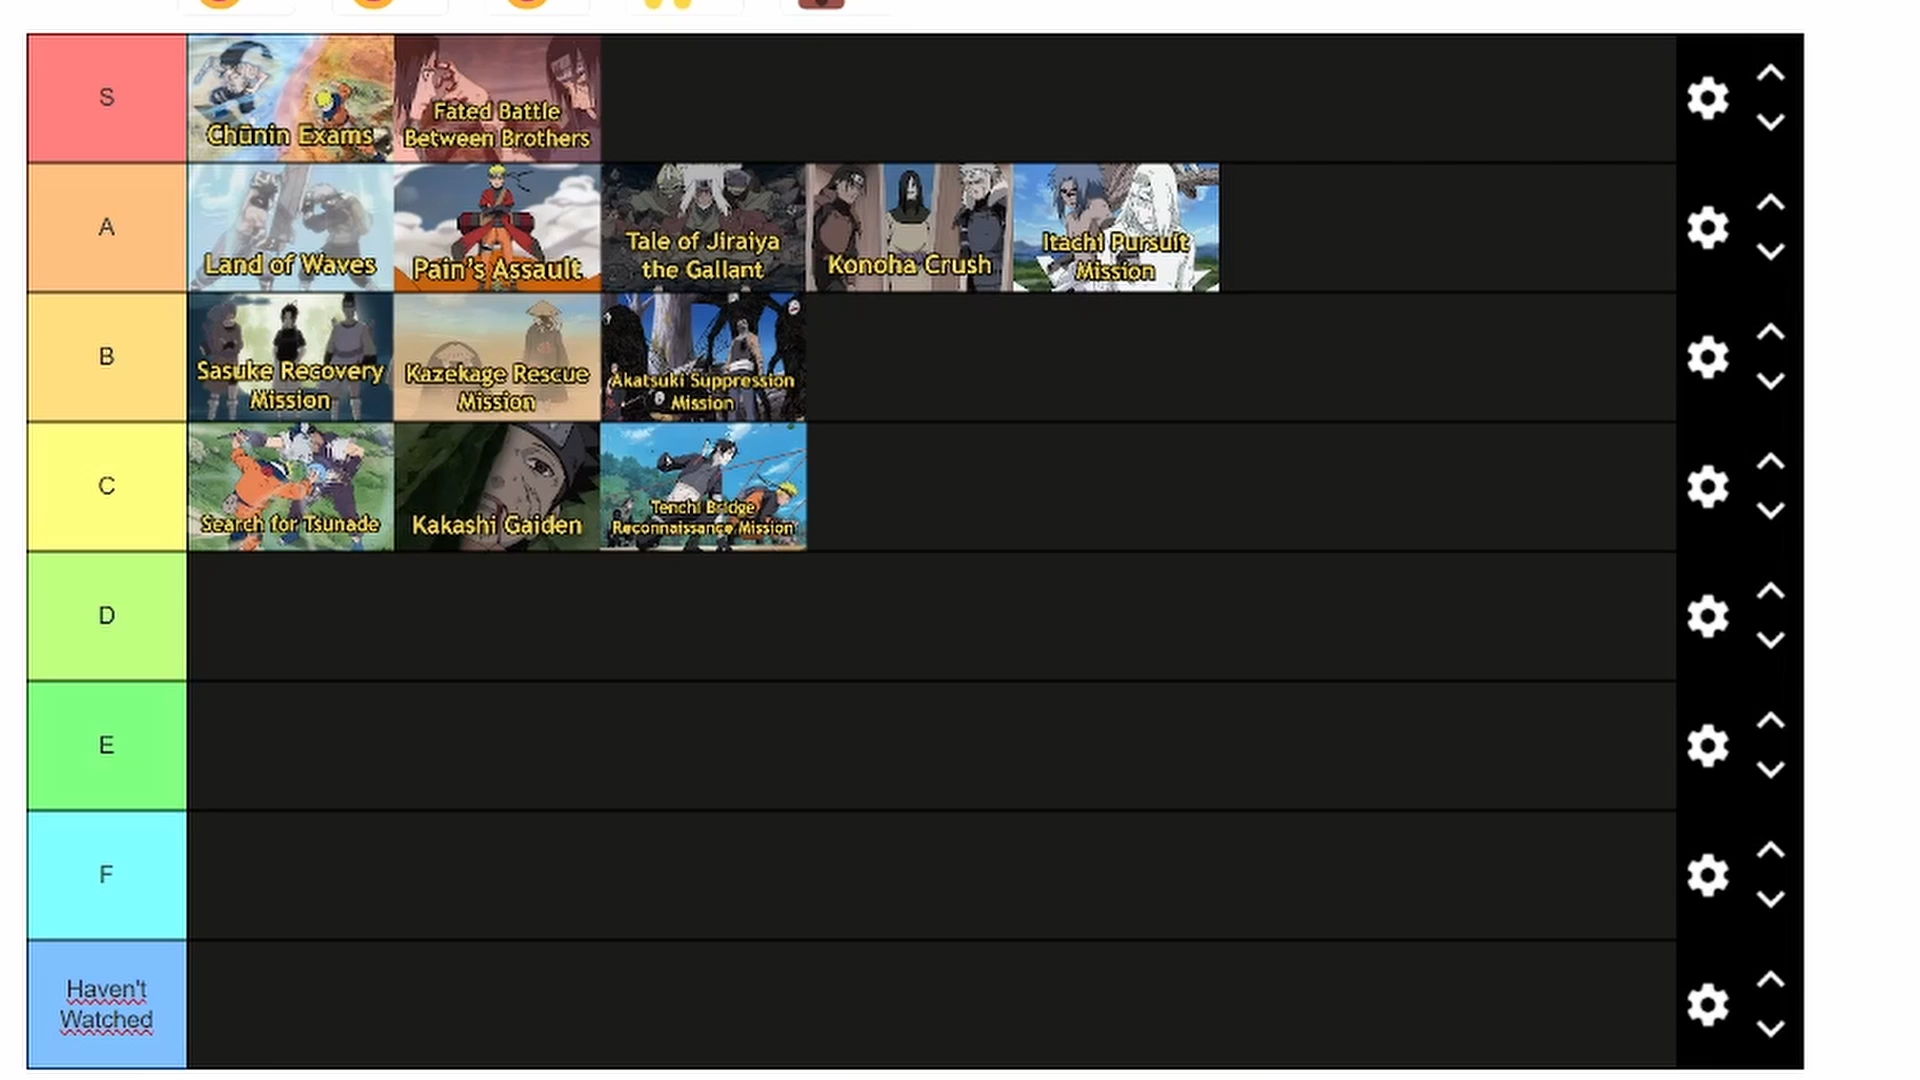 S
Chūnin Exams
Fated Battle
Between Brothers
A
Land of Waves
Pain's Assault
Tale of Jiraiya
the Gallant
Konoha Crush
Itachi Pursuit
Mission
B
Sasuke Recovery
Mission
Kazekage Rescue
Mission
Akatsuki Suppression
Mission
C
Search for Tsunade
Kakashi Gaiden
Tenchi Bridge
Reconnaissance Mission
D
E
F
Haven't
Watched